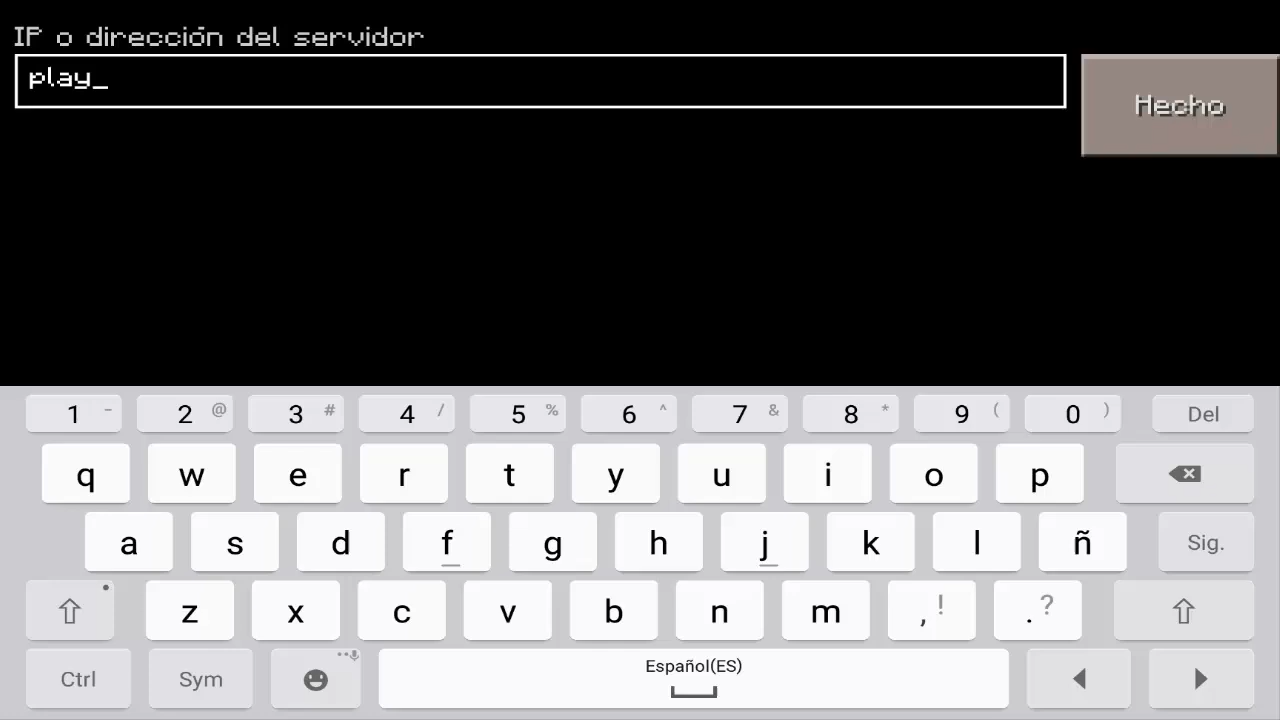 IP o dirección del servidor
play_
Hecho
1 - 2 @ 3 # 4 / 5 % 6 ^ 7 & 8 * 9 ( 0 ) Del
q w e r t y u i o p
a s d f g h j k l ñ Sig.
z x c v b n m , ! . ?
Ctrl Sym Español(ES)